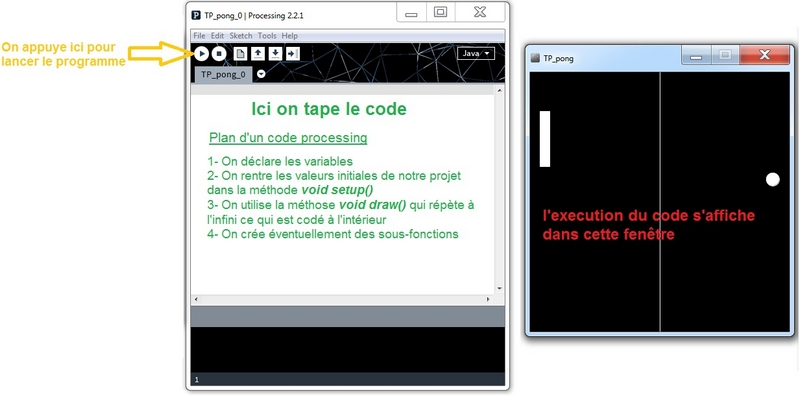 On appuye ici pour
lancer le programme
TP_pong_0 | Processing 2.2.1
File Edit Sketch Tools Help
Java
TP_pong_0
Ici on tape le code
Plan d'un code processing
1- On déclare les variables
2- On rentre les valeurs initiales de notre projet
dans la méthode void setup()
3- On utilise la méthose void draw() qui répète à
l'infini ce qui est codé à l'intérieur
4- On crée éventuellement des sous-fonctions
1
TP_pong
l'execution du code s'affiche
dans cette fenêtre